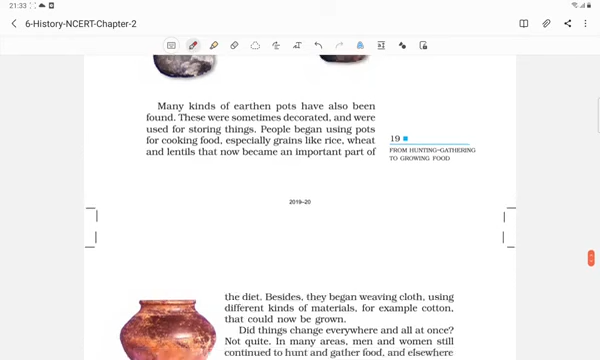 21:33
6-History-NCERT-Chapter-2
Many kinds of earthen pots have also been
found. These were sometimes decorated, and were
used for storing things. People began using pots
for cooking food, especially grains like rice, wheat
and lentils that now became an important part of
19
FROM HUNTING–GATHERING
TO GROWING FOOD
2019–20
the diet. Besides, they began weaving cloth, using
different kinds of materials, for example cotton,
that could now be grown.
Did things change everywhere and all at once?
Not quite. In many areas, men and women still
continued to hunt and gather food, and elsewhere